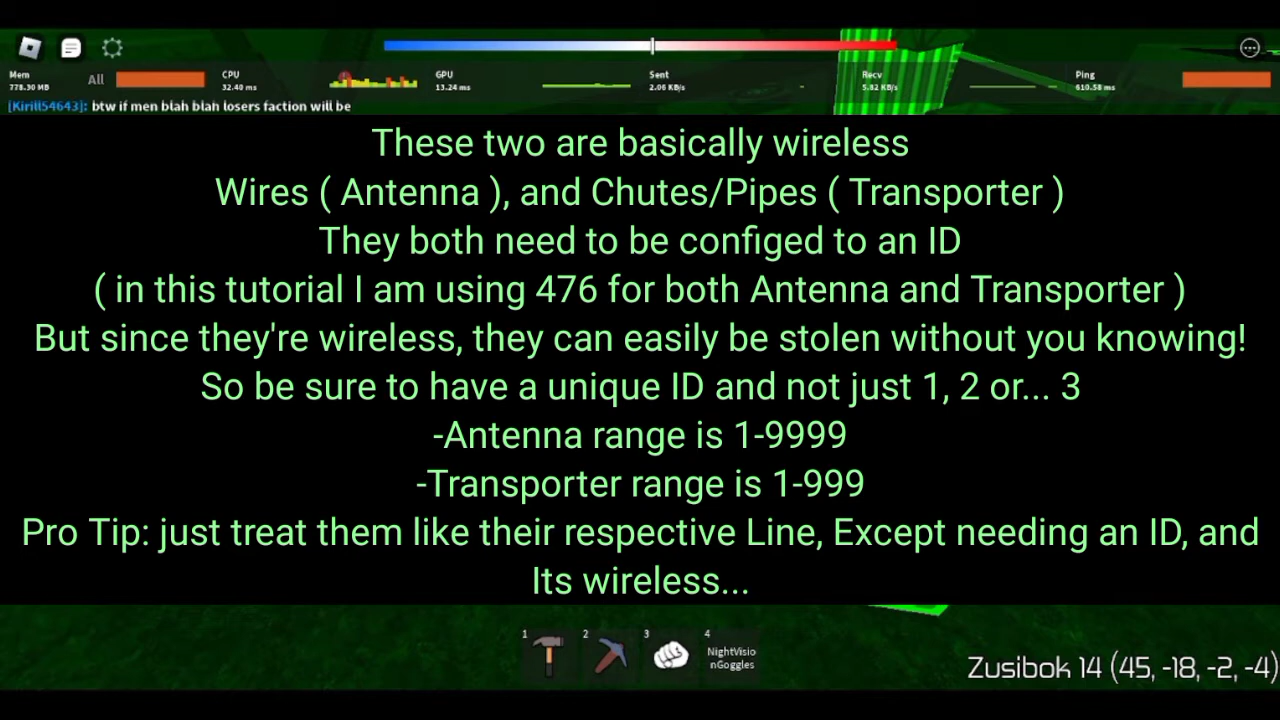 Mem
778.30 MB
All
CPU
32.40 ms
GPU
13.24 ms
Sent
2.06 KB/s
Recv
5.82 KB/s
Ping
610.58 ms
[Kirill54643]: btw if men blah blah losers faction will be
These two are basically wireless
Wires ( Antenna ), and Chutes/Pipes ( Transporter )
They both need to be configed to an ID
( in this tutorial I am using 476 for both Antenna and Transporter )
But since they're wireless, they can easily be stolen without you knowing!
So be sure to have a unique ID and not just 1, 2 or... 3
-Antenna range is 1-9999
-Transporter range is 1-999
Pro Tip: just treat them like their respective Line, Except needing an ID, and
Its wireless...
1
2
3
4
NightVisio
nGoggles
Zusibok 14 (45, -18, -2, -4)